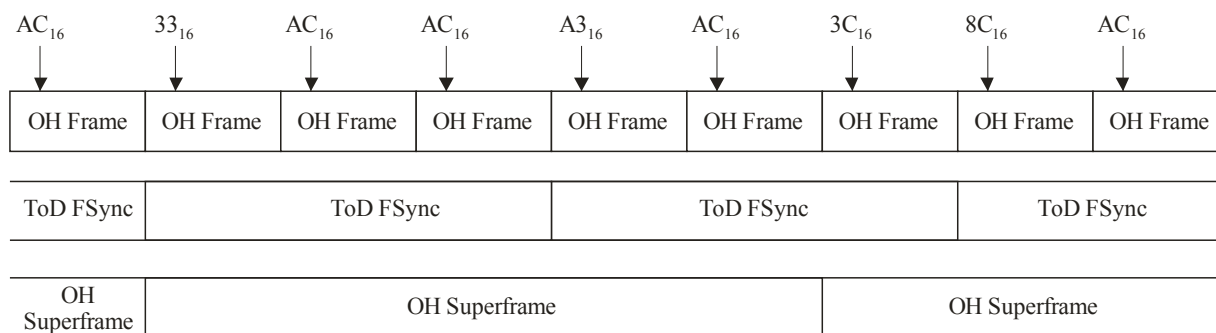 AC₁₆ 33₁₆ AC₁₆ AC₁₆ A3₁₆ AC₁₆ 3C₁₆ 8C₁₆ AC₁₆
OH Frame OH Frame OH Frame OH Frame OH Frame OH Frame OH Frame OH Frame OH Frame
ToD FSync ToD FSync ToD FSync ToD FSync
OH
Superframe
OH Superframe OH Superframe